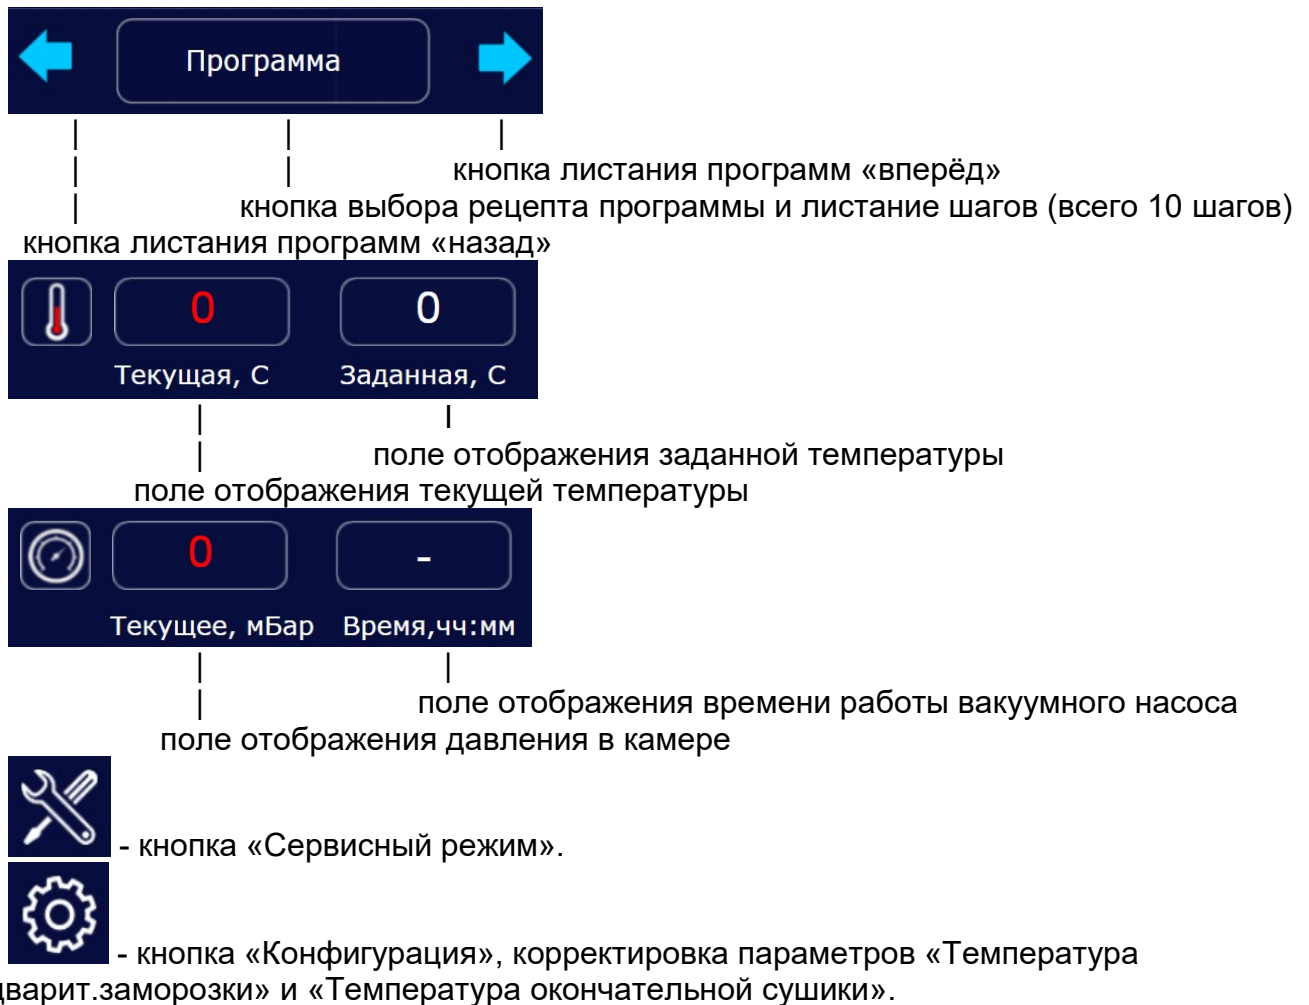 Программа
кнопка листания программ «вперёд»
кнопка выбора рецепта программы и листание шагов (всего 10 шагов)
кнопка листания программ «назад»
0 0
Текущая, С Заданная, С
поле отображения заданной температуры
поле отображения текущей температуры
0 -
Текущее, мБар Время,чч:мм
поле отображения времени работы вакуумного насоса
поле отображения давления в камере
- кнопка «Сервисный режим».
- кнопка «Конфигурация», корректировка параметров «Температура
дварит.заморозки» и «Температура окончательной сушики».